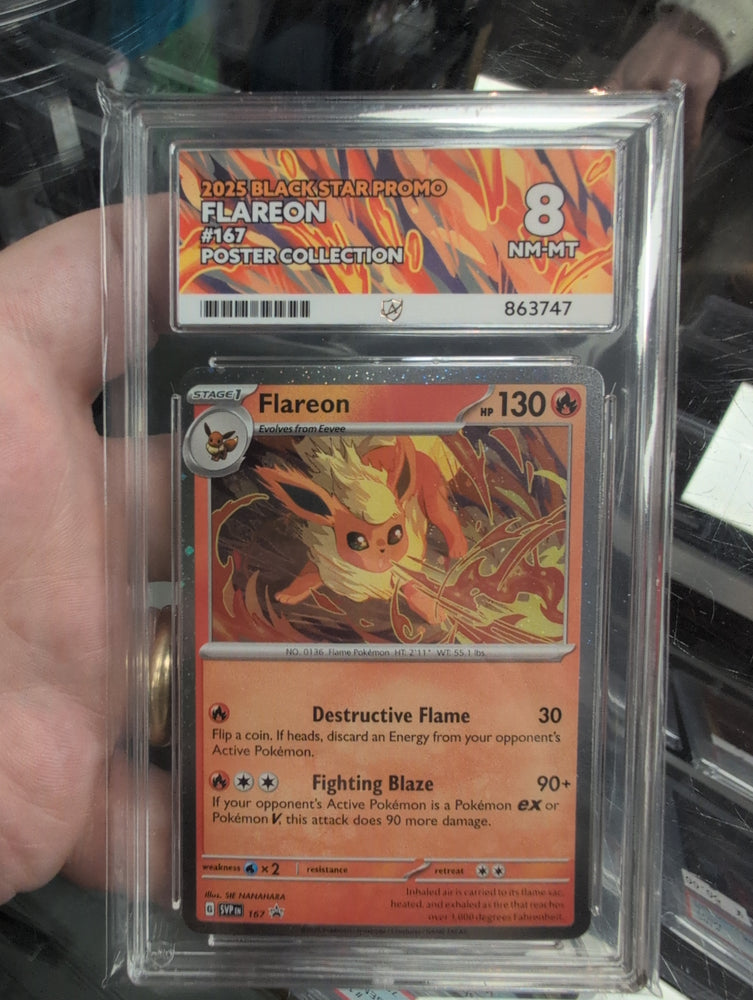 2025 BLACK STAR PROMO
FLAREON
#167
POSTER COLLECTION
8
NM-MT
863747
STAGE 1
Flareon
HP 130
Evolves from Eevee
NO. 0136 Flame Pokémon HT: 2'11" WT: 55.1 lbs.
Destructive Flame 30
Flip a coin. If heads, discard an Energy from your opponent's
Active Pokémon.
Fighting Blaze 90+
If your opponent's Active Pokémon is a Pokémon ex or
Pokémon V, this attack does 90 more damage.
weakness ×2 resistance retreat
Illus. SIE NANAHARA
Inhaled air is carried to its flame sac,
heated, and exhaled as fire that reaches
over 3,000 degrees Fahrenheit.
G SVP EN 167